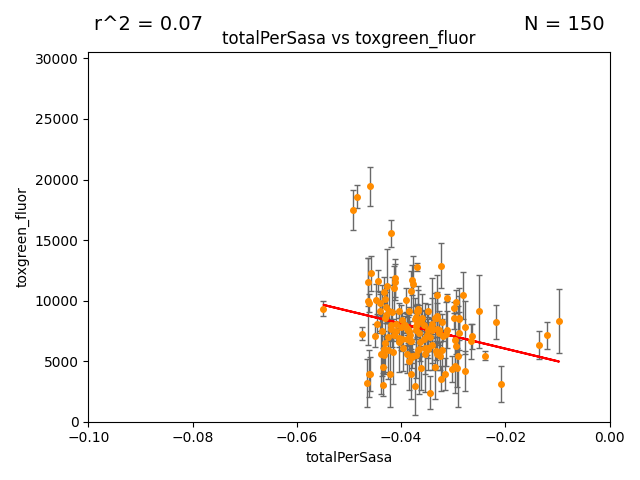 r^2 = 0.07
N = 150
totalPerSasa vs toxgreen_fluor
30000
25000
20000
15000
10000
5000
0
toxgreen_fluor
−0.10
−0.08
−0.06
−0.04
−0.02
0.00
totalPerSasa